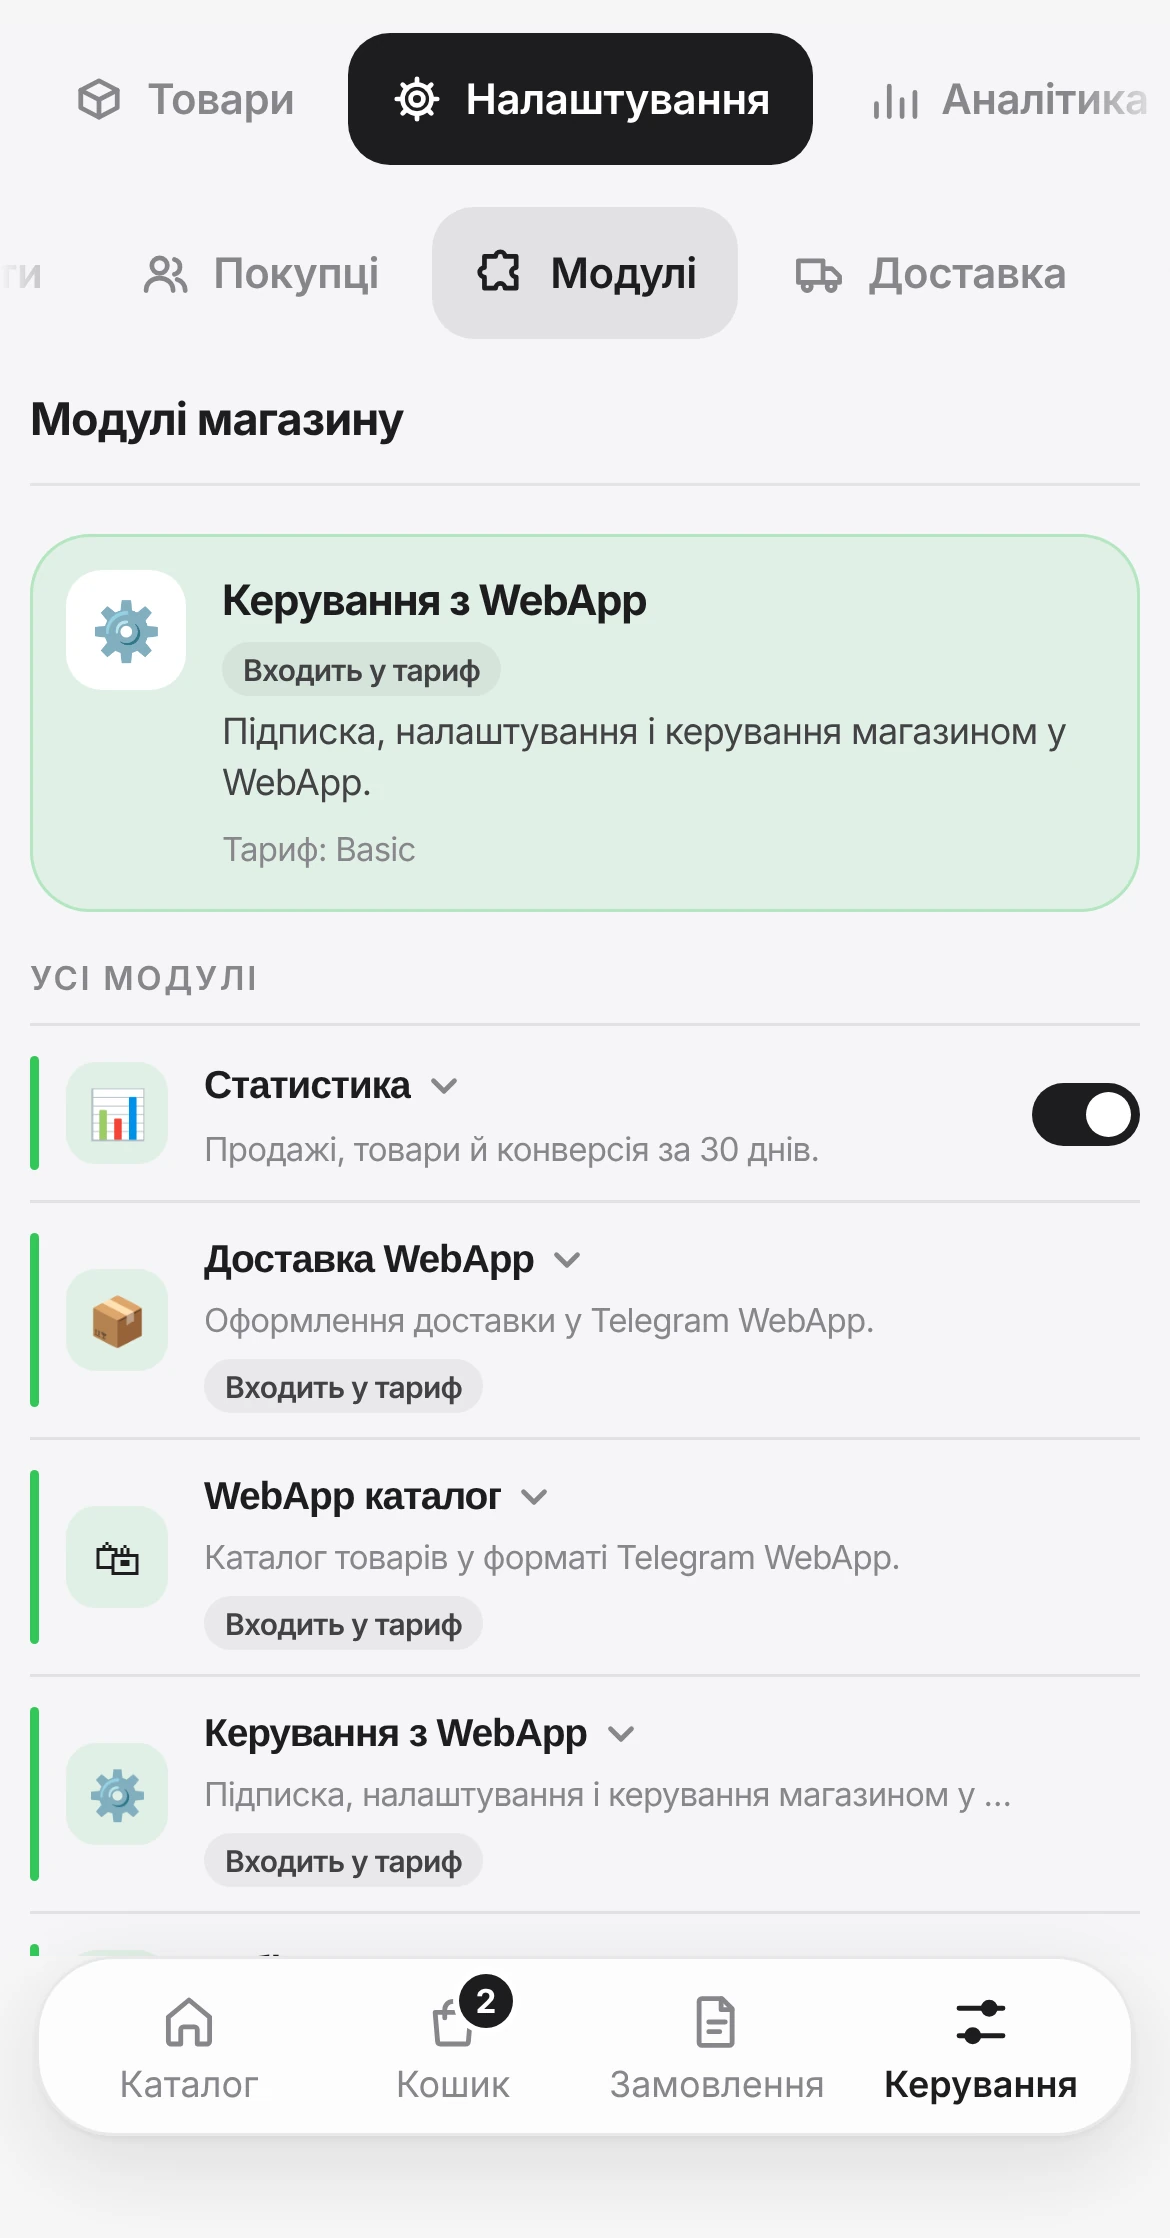 Товари
Налаштування
Аналітика
ти
Покупці
Модулі
Доставка
Модулі магазину
Керування з WebApp
Входить у тариф
Підписка, налаштування і керування магазином у
WebApp.
Тариф: Basic
УСІ МОДУЛІ
Статистика
Продажі, товари й конверсія за 30 днів.
Доставка WebApp
Оформлення доставки у Telegram WebApp.
Входить у тариф
WebApp каталог
Каталог товарів у форматі Telegram WebApp.
Входить у тариф
Керування з WebApp
Підписка, налаштування і керування магазином у ...
Входить у тариф
2
Каталог
Кошик
Замовлення
Керування